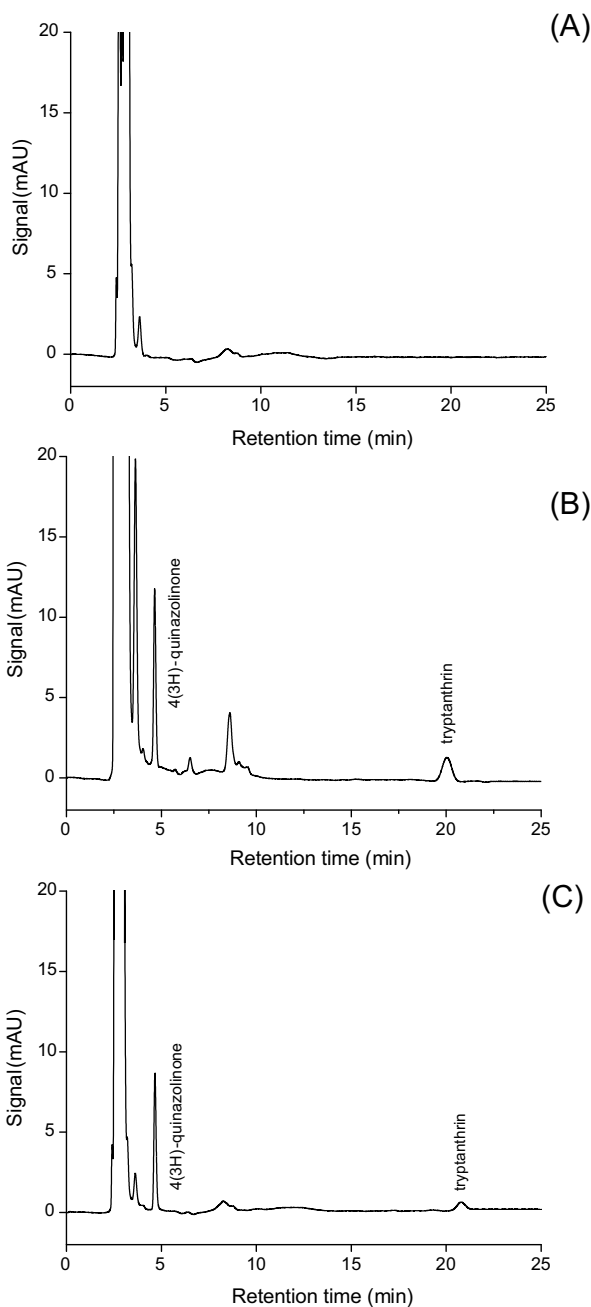 (A)
20
15
10
5
0
Signal (mAU)
0 5 10 15 20 25
Retention time (min)
(B)
20
15
10
5
0
Signal (mAU)
4(3H)-quinazolinone
tryptanthrin
0 5 10 15 20 25
Retention time (min)
(C)
20
15
10
5
0
Signal (mAU)
4(3H)-quinazolinone
tryptanthrin
0 5 10 15 20 25
Retention time (min)